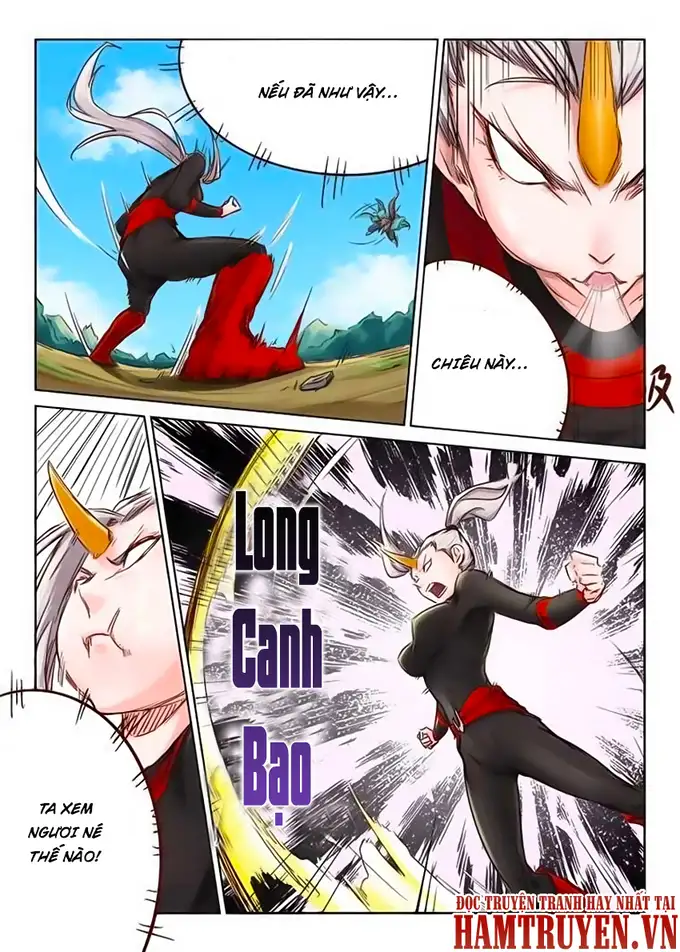 NẾU ĐÃ NHƯ VẬY...
CHIÊU NÀY...
及
Long
Canh
Bạo
TA XEM
NGƯƠI NÉ
THẾ NÀO!
ĐỌC TRUYỆN TRANH HAY NHẤT TẠI
HAMTRUYEN.VN